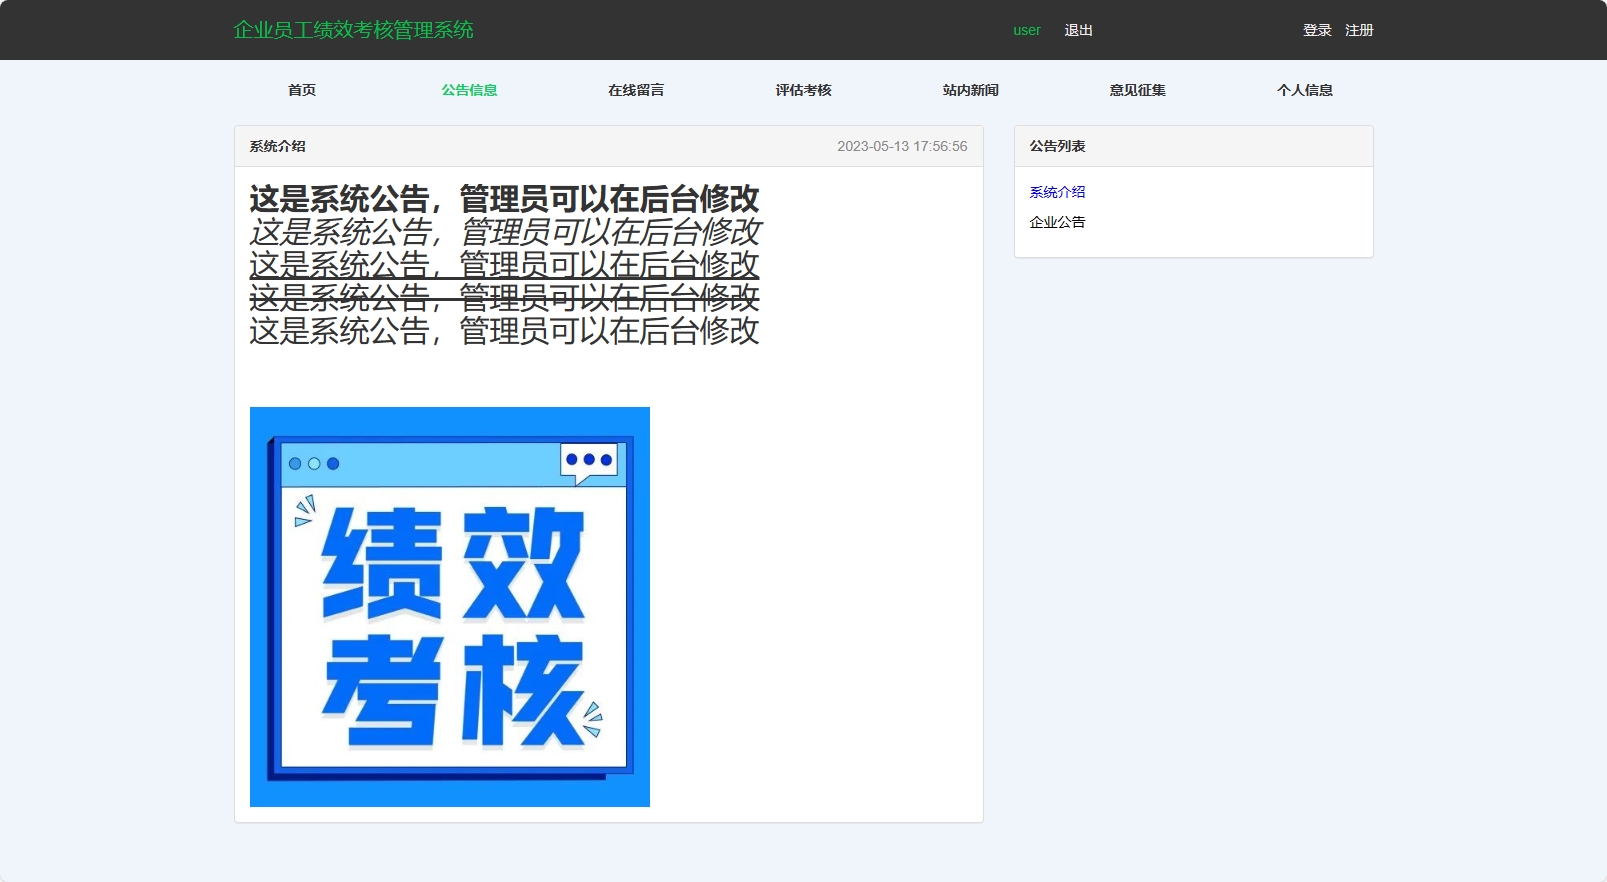 企业员工绩效考核管理系统 user 退出 登录 注册
首页 公告信息 在线留言 评估考核 站内新闻 意见征集 个人信息
系统介绍 2023-05-13 17:56:56
这是系统公告，管理员可以在后台修改
这是系统公告，管理员可以在后台修改
这是系统公告，管理员可以在后台修改
这是系统公告，管理员可以在后台修改
这是系统公告，管理员可以在后台修改
绩效
考核
公告列表
系统介绍
企业公告